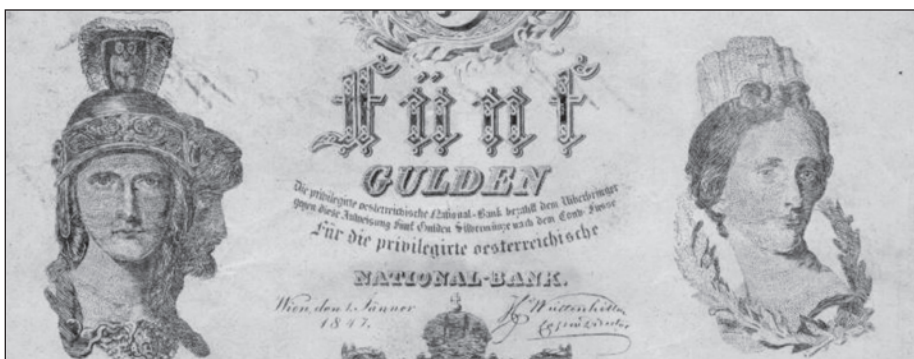 Fünf
GULDEN
Die privilegirte oesterreichische National-Bank bezahlt dem Uiberbringer
gegen diese Anweisung fünf Gulden Silbermünze nach dem Conv: Fusse
Für die privilegirte oesterreichische
NATIONAL-BANK.
Wien, den 1. Jänner
1847.